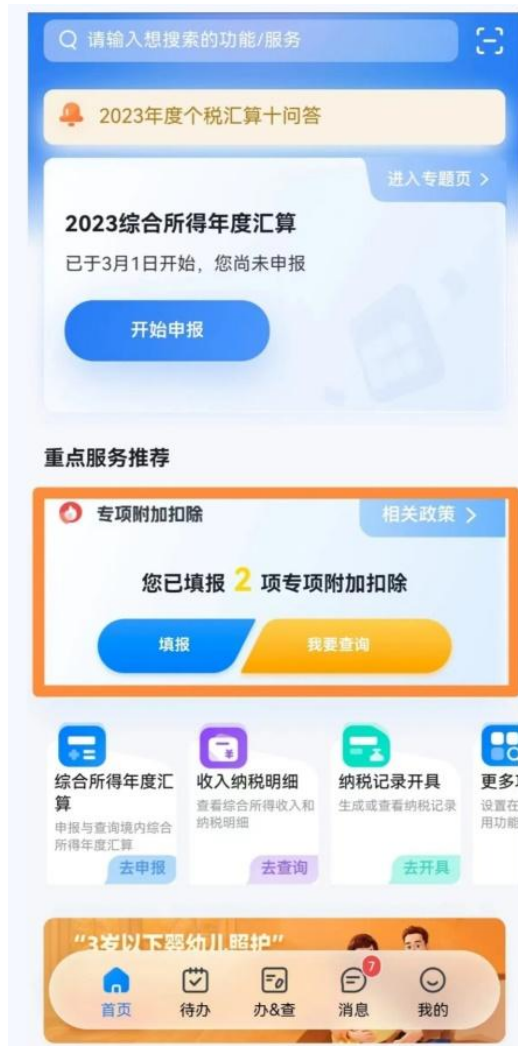 请输入想搜索的功能/服务
2023年度个税汇算十问答
进入专题页 >
2023综合所得年度汇算
已于3月1日开始，您尚未申报
开始申报
重点服务推荐
专项附加扣除
相关政策 >
您已填报 2 项专项附加扣除
填报
我要查询
综合所得年度汇
算
申报与查询境内综合
所得年度汇算
去申报
收入纳税明细
查看综合所得收入和
纳税明细
去查询
纳税记录开具
生成或查看纳税记录
去开具
更多
设置在
用功能
“3岁以下婴幼儿照护”
7
首页
待办
办&查
消息
我的